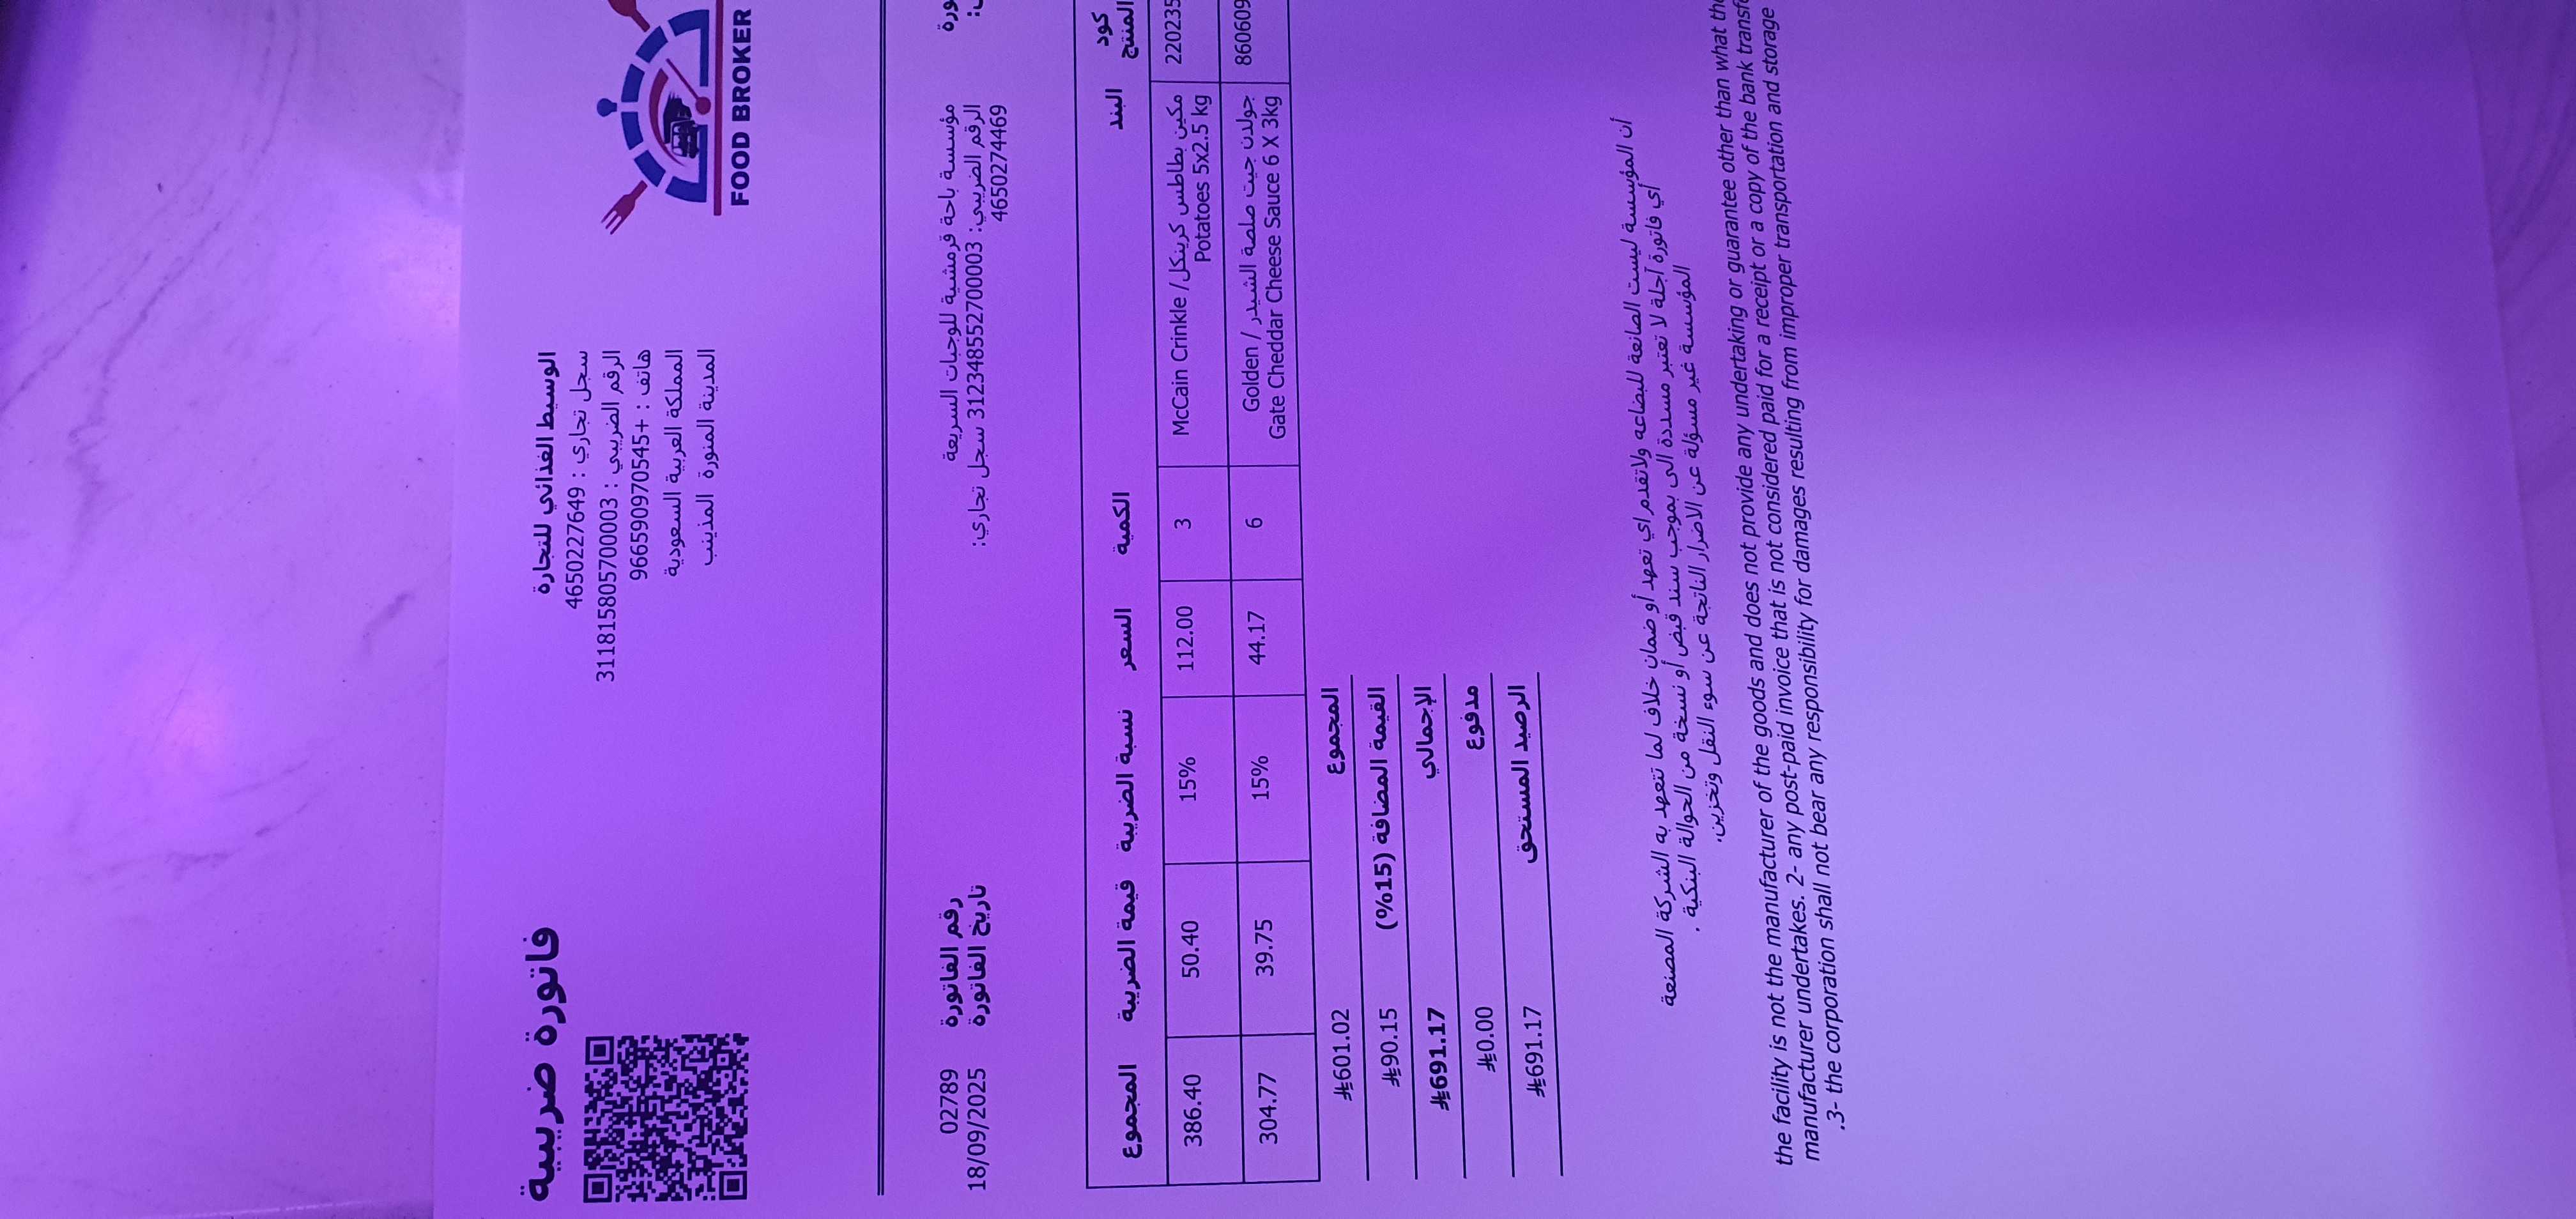 فاتورة ضريبية
الوسيط الغذائي للتجارة
سجل تجاري : 4650227649
الرقم الضريبي : 311815805700003
هاتف : +966590970545
المملكة العربية السعودية
المدينة المنورة المذينب
FOOD BROKER
مؤسسة باحة قرمشية للوجبات السريعة
الرقم الضريبي: 312348552700003 سجل تجاري:
4650274469
رقم الفاتورة 02789
تاريخ الفاتورة 18/09/2025
كود المنتج البند الكمية السعر نسبة الضريبة قيمة الضريبة المجموع
220235 مكين بطاطس كرينكل/ McCain Crinkle 3 112.00 15% 50.40 386.40
Potatoes 5x2.5 kg
860609 جولدن جيت صلصة الشيدر / Golden 6 44.17 15% 39.75 304.77
Gate Cheddar Cheese Sauce 6 X 3kg
المجموع 601.02
القيمة المضافة (15%) 90.15
الإجمالي 691.17
مدفوع 0.00
الرصيد المستحق 691.17
أن المؤسسة ليست الصانعة للبضاعه ولاتقدم اي تعهد أو ضمان خلاف لما تتعهد به الشركة المصنعة
أي فاتورة آجلة لا تعتبر مسددة الى بموجب سند قبض أو نسخة من الحوالة البنكية .
المؤسسة غير مسؤلة عن الاضرار الناتجة عن سوء النقل وتخزين.
the facility is not the manufacturer of the goods and does not provide any undertaking or guarantee other than what the
manufacturer undertakes. 2- any post-paid invoice that is not considered paid for a receipt or a copy of the bank
.3- the corporation shall not bear any responsibility for damages resulting from improper transportation and storage